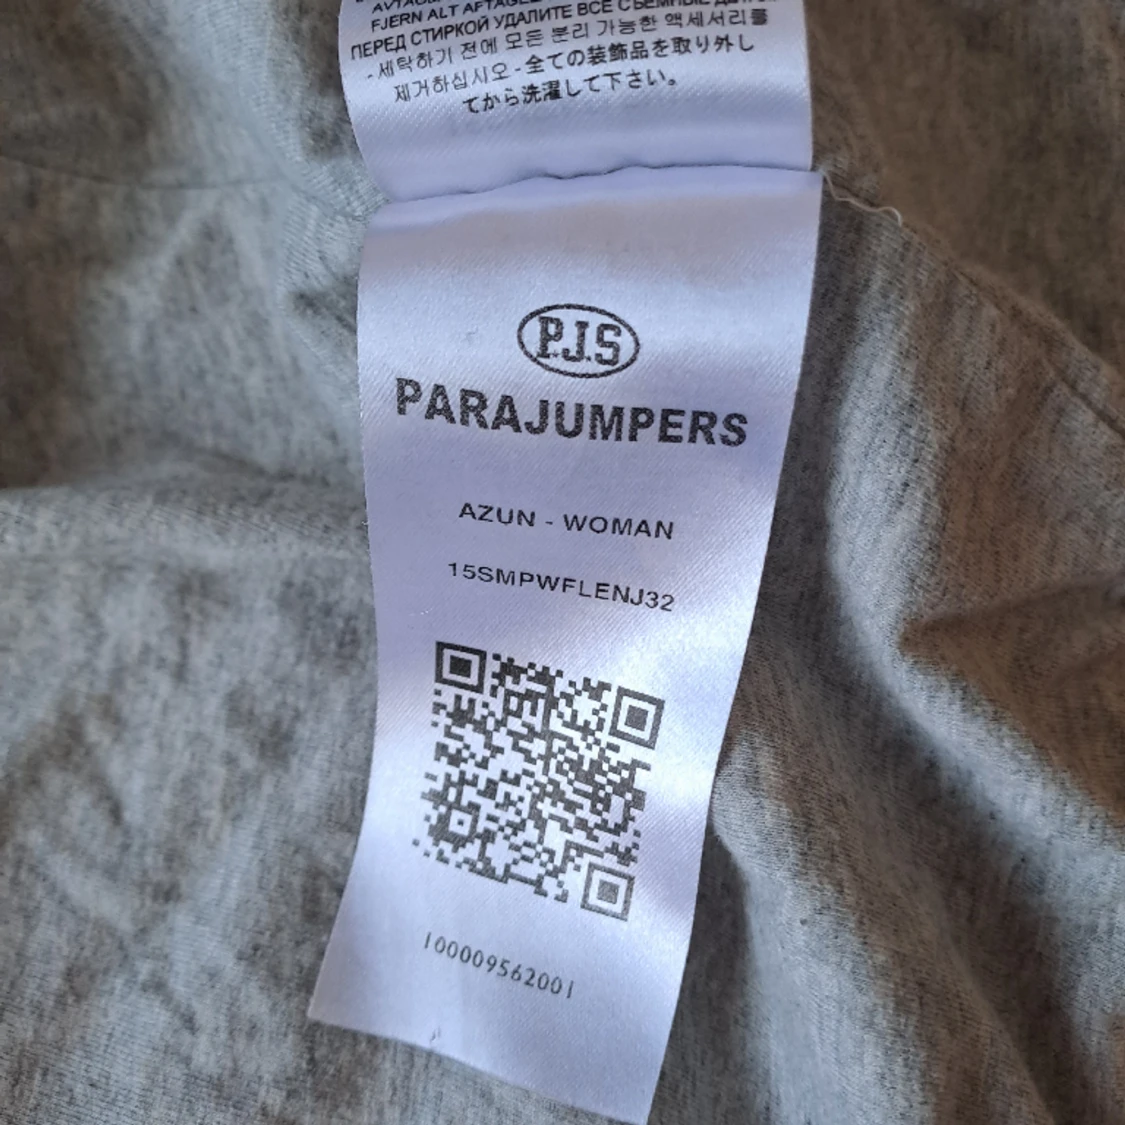 FJERN ALT AFTAGE
ПЕРЕД СТИРКОЙ УДАЛИТЕ ВСЕ СЪЕМНЫЕ
- 세탁하기 전에 모든 분리 가능한 액세서리를
제거하십시오 - 全ての装飾品を取り外し
てから洗濯して下さい。
P.J.S
PARAJUMPERS
AZUN - WOMAN
15SMPWFLENJ32
100009562001